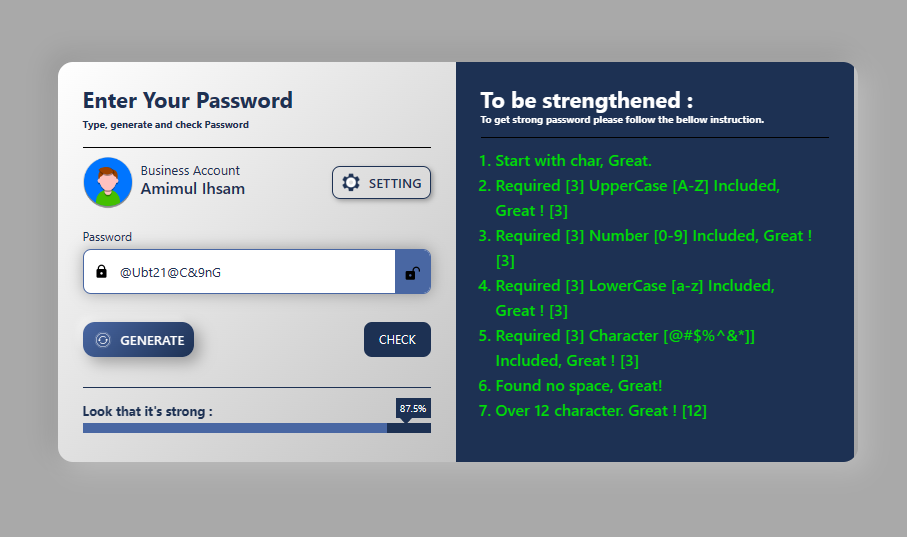 Enter Your Password
Type, generate and check Password
Business Account
Amimul Ihsam
SETTING
Password
@Ubt21@C&9nG
GENERATE
CHECK
Look that it's strong :
87.5%
To be strengthened :
To get strong password please follow the bellow instruction.
1. Start with char, Great.
2. Required [3] UpperCase [A-Z] Included,
Great ! [3]
3. Required [3] Number [0-9] Included, Great !
[3]
4. Required [3] LowerCase [a-z] Included,
Great ! [3]
5. Required [3] Character [@#$%^&*]]
Included, Great ! [3]
6. Found no space, Great!
7. Over 12 character. Great ! [12]